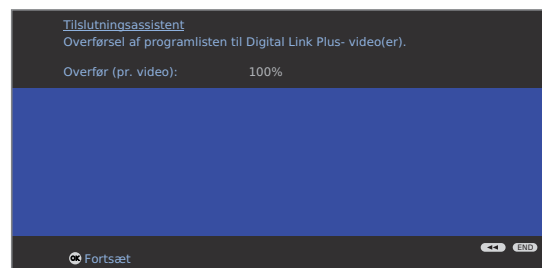 Tilslutningsassistent
Overførsel af programlisten til Digital Link Plus- video(er).
Overfør (pr. video): 100%
END
OK Fortsæt